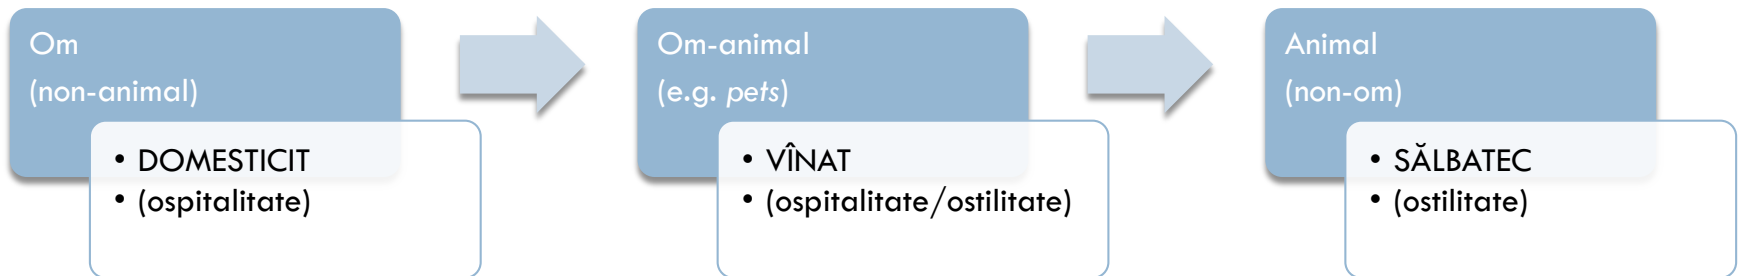 Om
(non-animal)
• DOMESTICIT
• (ospitalitate)
Om-animal
(e.g. pets)
• VÎNAT
• (ospitalitate/ostilitate)
Animal
(non-om)
• SĂLBATEC
• (ostilitate)